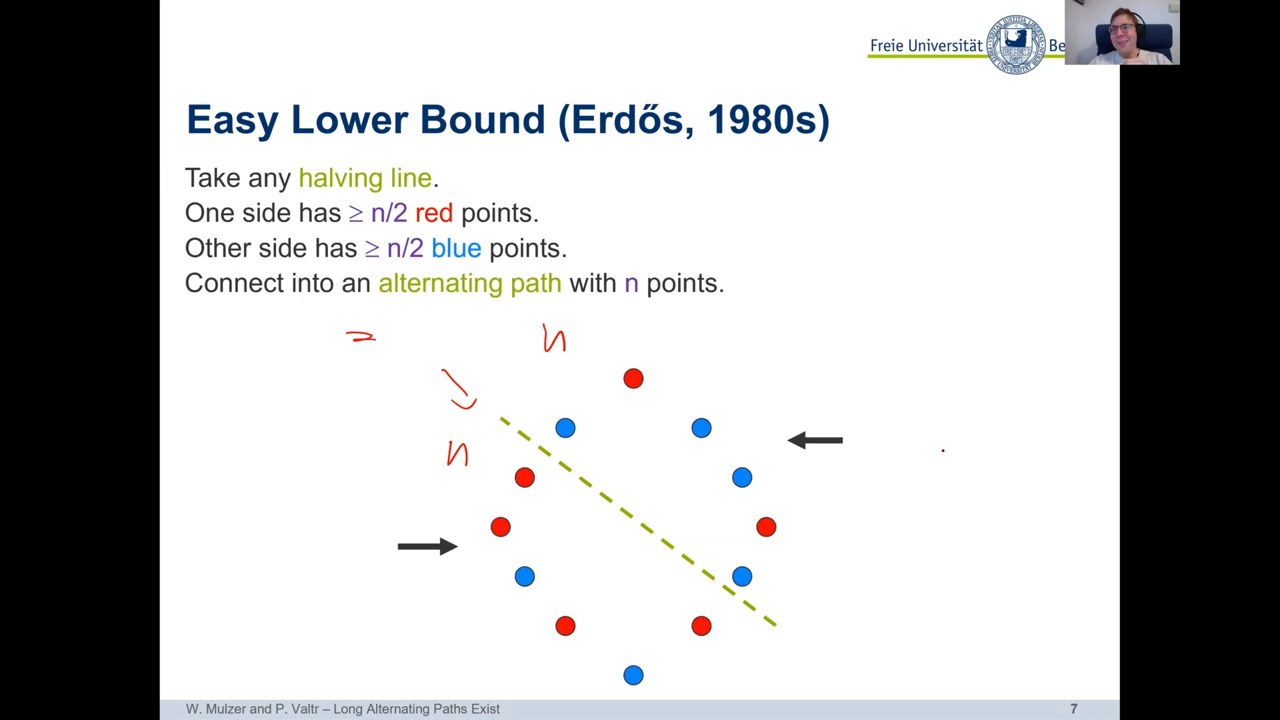 Freie Universität Be
Easy Lower Bound (Erdős, 1980s)
Take any halving line.
One side has ≥ n/2 red points.
Other side has ≥ n/2 blue points.
Connect into an alternating path with n points.
n
n
W. Mulzer and P. Valtr – Long Alternating Paths Exist
7